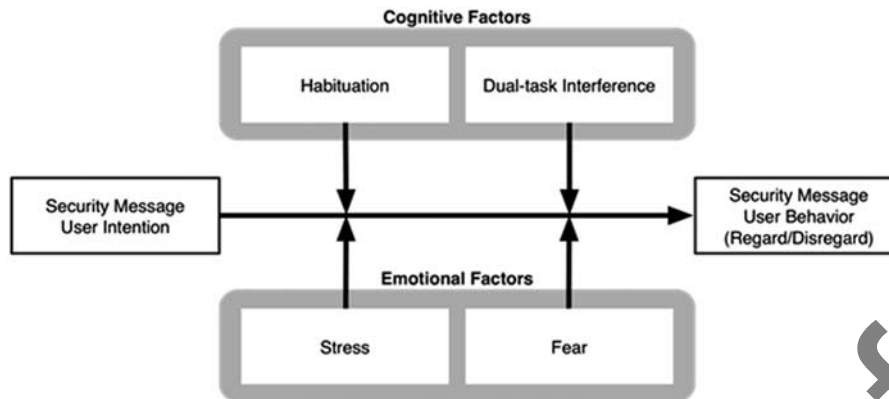 Cognitive Factors
Habituation
Dual-task Interference
Security Message
User Intention
Security Message
User Behavior
(Regard/Disregard)
Emotional Factors
Stress
Fear